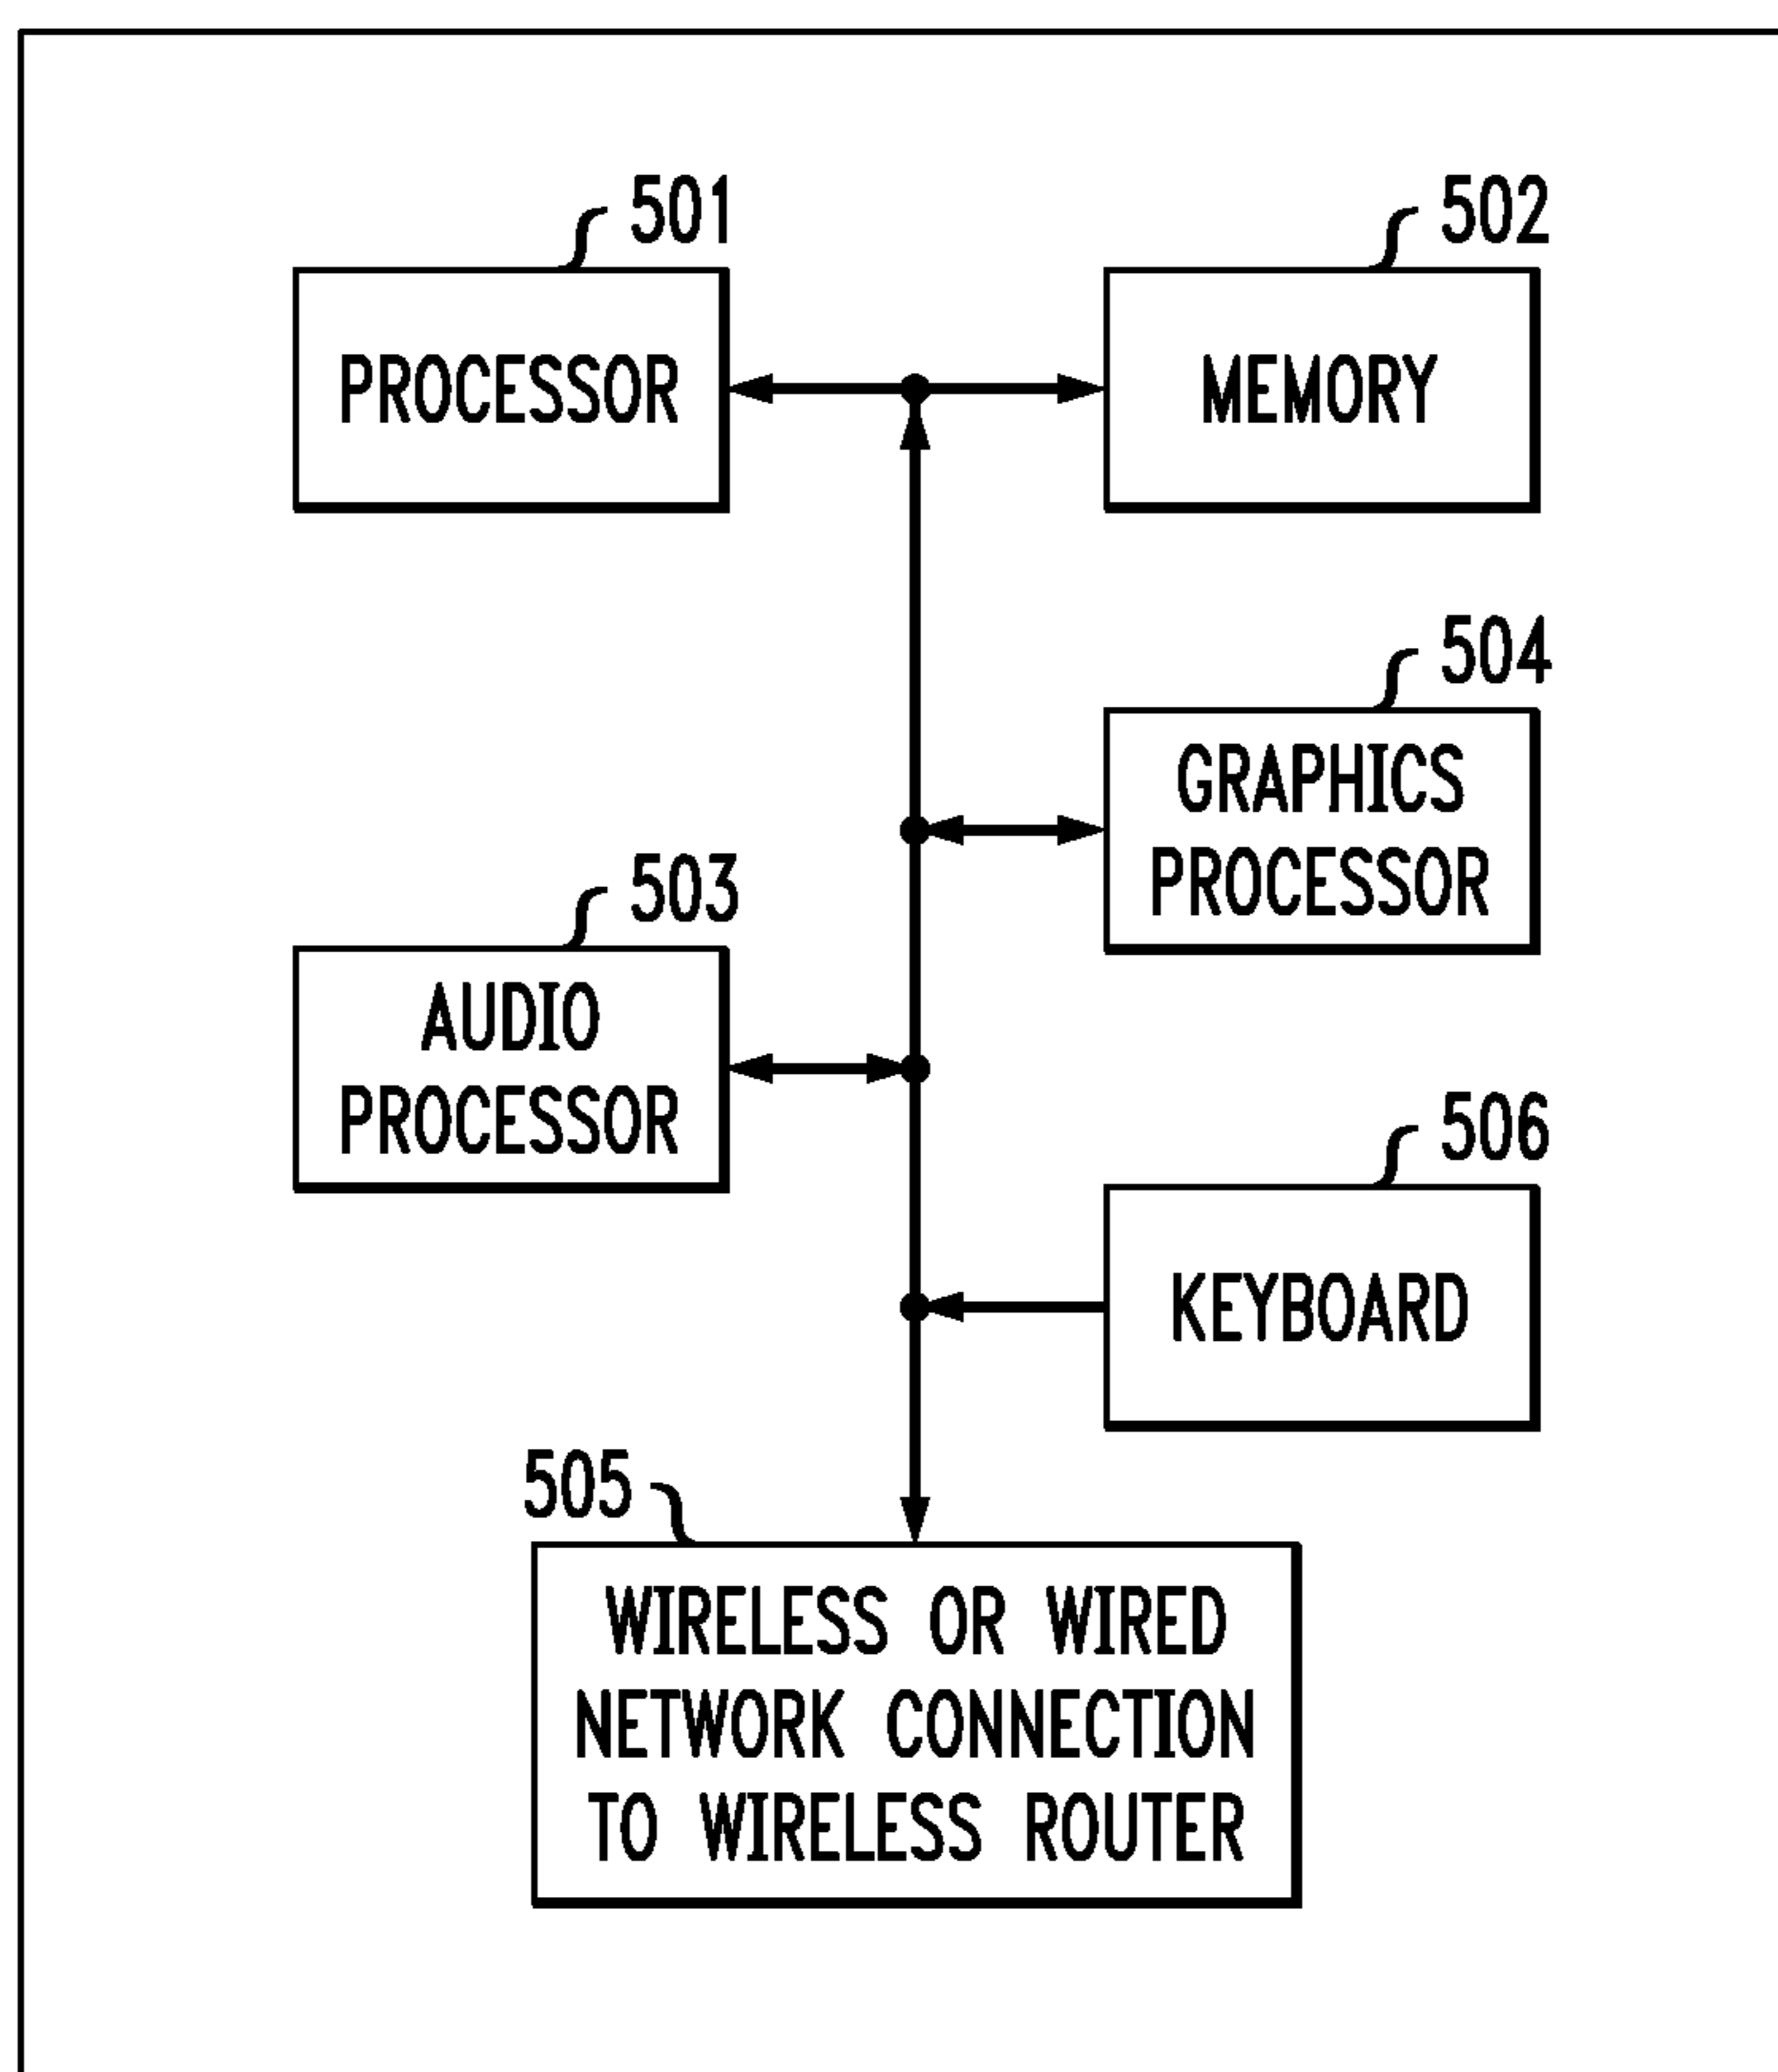 501
PROCESSOR
502
MEMORY
504
GRAPHICS
PROCESSOR
503
AUDIO
PROCESSOR
506
KEYBOARD
505
WIRELESS OR WIRED
NETWORK CONNECTION
TO WIRELESS ROUTER